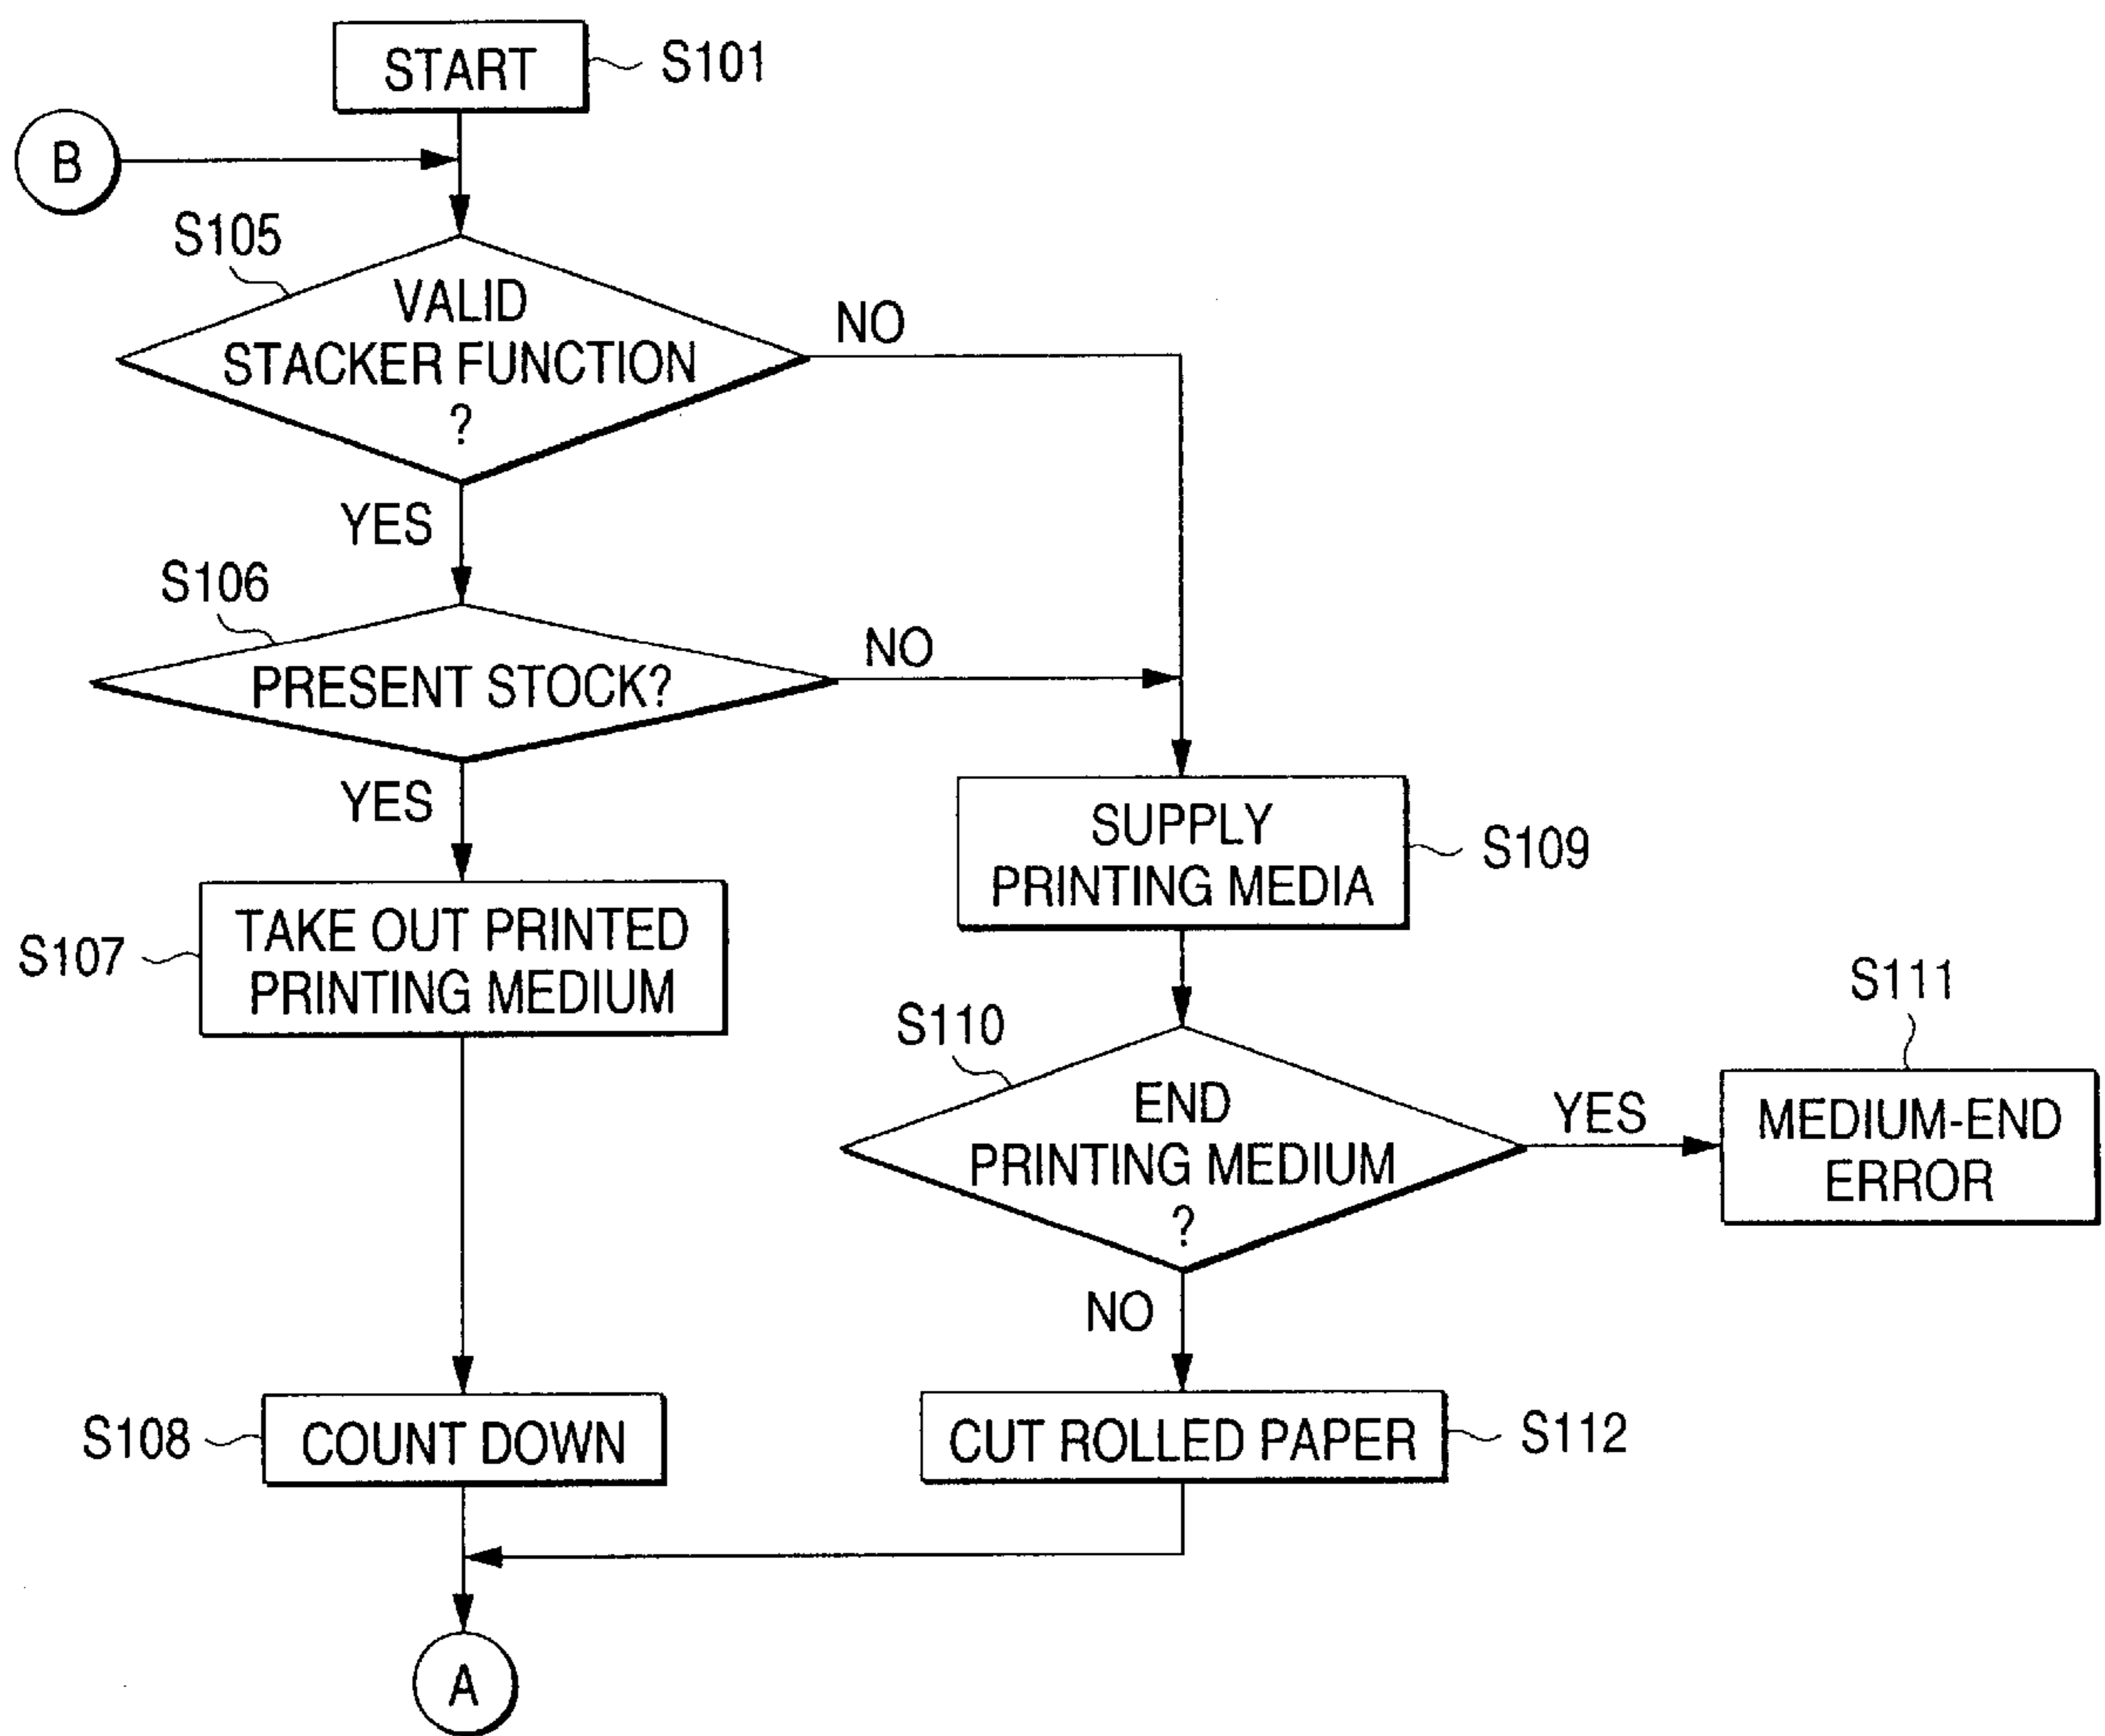 START
S101
B
S105
VALID
STACKER FUNCTION
?
NO
YES
S106
PRESENT STOCK?
NO
YES
SUPPLY
PRINTING MEDIA
S109
TAKE OUT PRINTED
PRINTING MEDIUM
S107
S110
END
PRINTING MEDIUM
?
YES
S111
MEDIUM-END
ERROR
NO
S108
COUNT DOWN
CUT ROLLED PAPER
S112
A